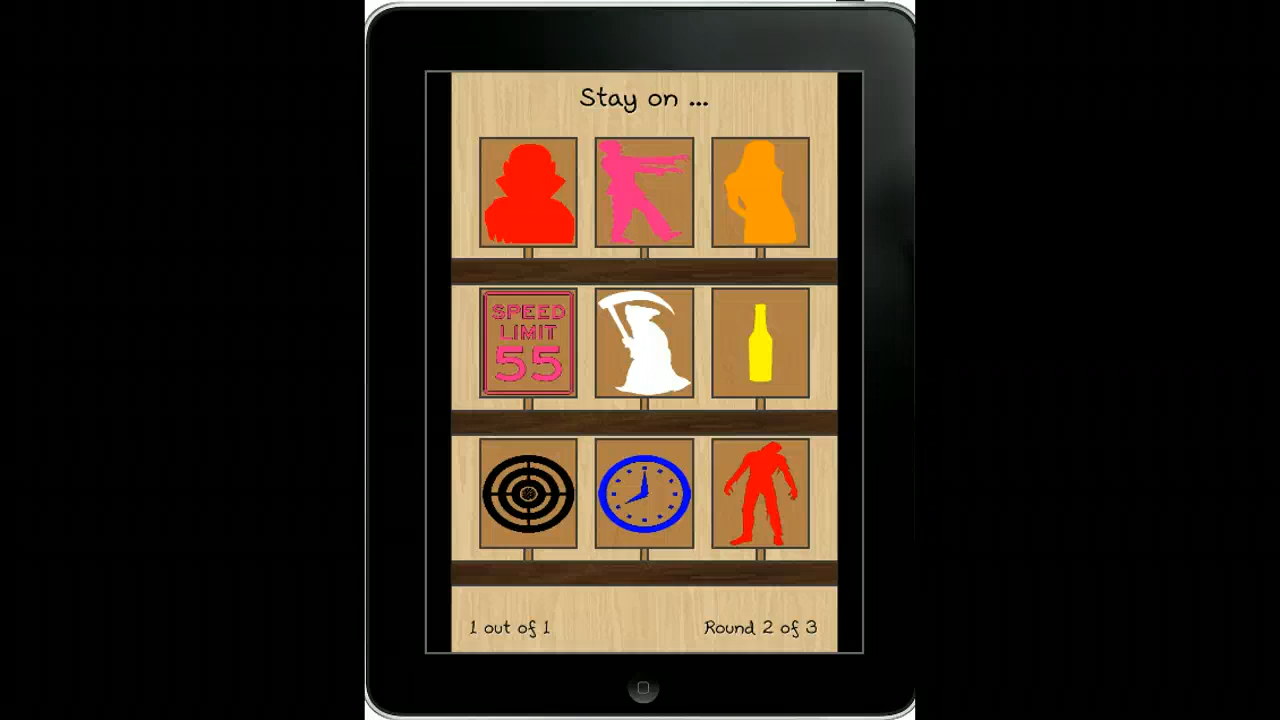 Stay on ...
SPEED
LIMIT
55
1 out of 1
Round 2 of 3